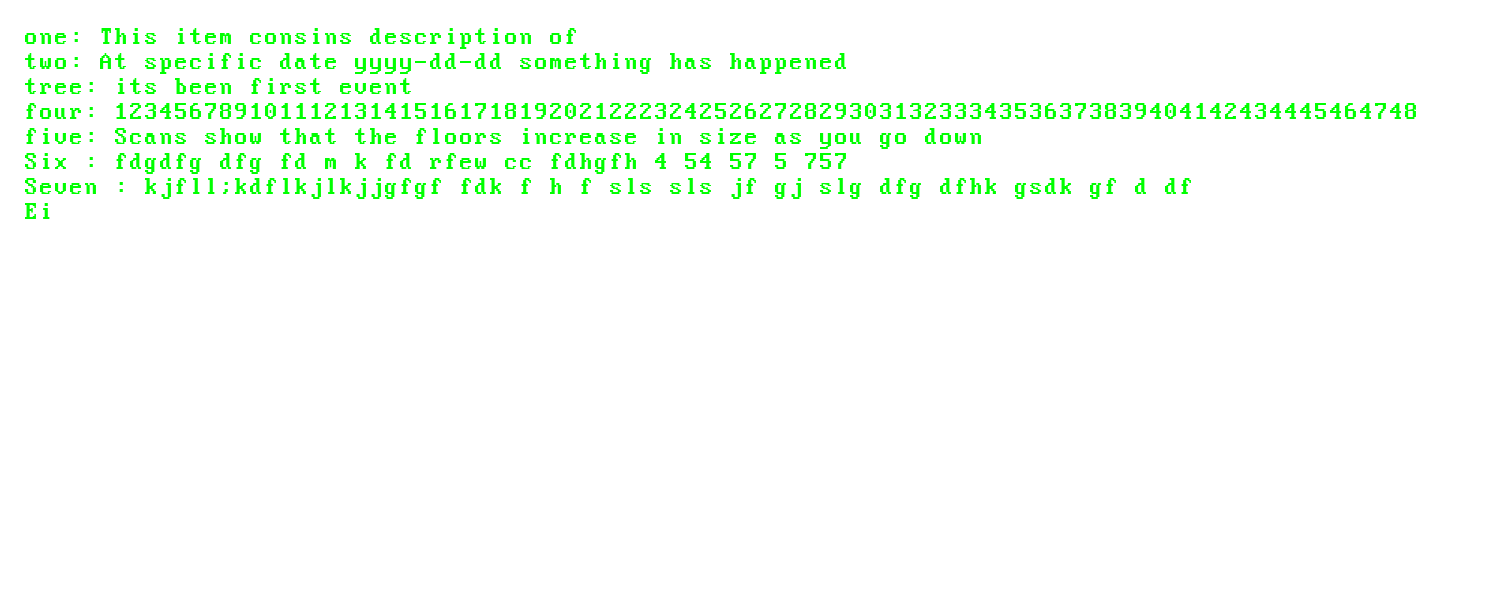 one: This item consins description of
two: At specific date yyyy-dd-dd something has happened
tree: its been first event
four: 123456789101112131415161718192021222324252627282930313233343536373839404142434445464748
five: Scans show that the floors increase in size as you go down
Six : fdgdfg dfg fd m k fd rfew cc fdhgfh 4 54 57 5 757
Seven : kjfll;kdflkjlkjjgfgf fdk f h f sls sls jf gj slg dfg dfhk gsdk gf d df
Ei